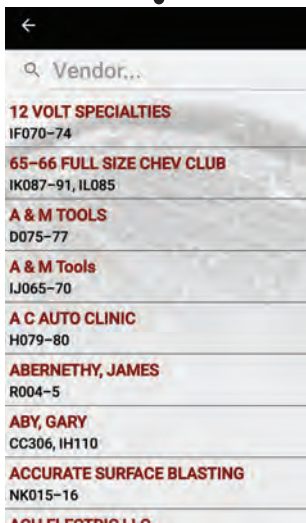 Vendor...
12 VOLT SPECIALTIES
IF070-74
65-66 FULL SIZE CHEV CLUB
IK087-91, IL085
A & M TOOLS
D075-77
A & M Tools
IJ065-70
A C AUTO CLINIC
H079-80
ABERNETHY, JAMES
R004-5
ABY, GARY
CC306, IH110
ACCURATE SURFACE BLASTING
NK015-16